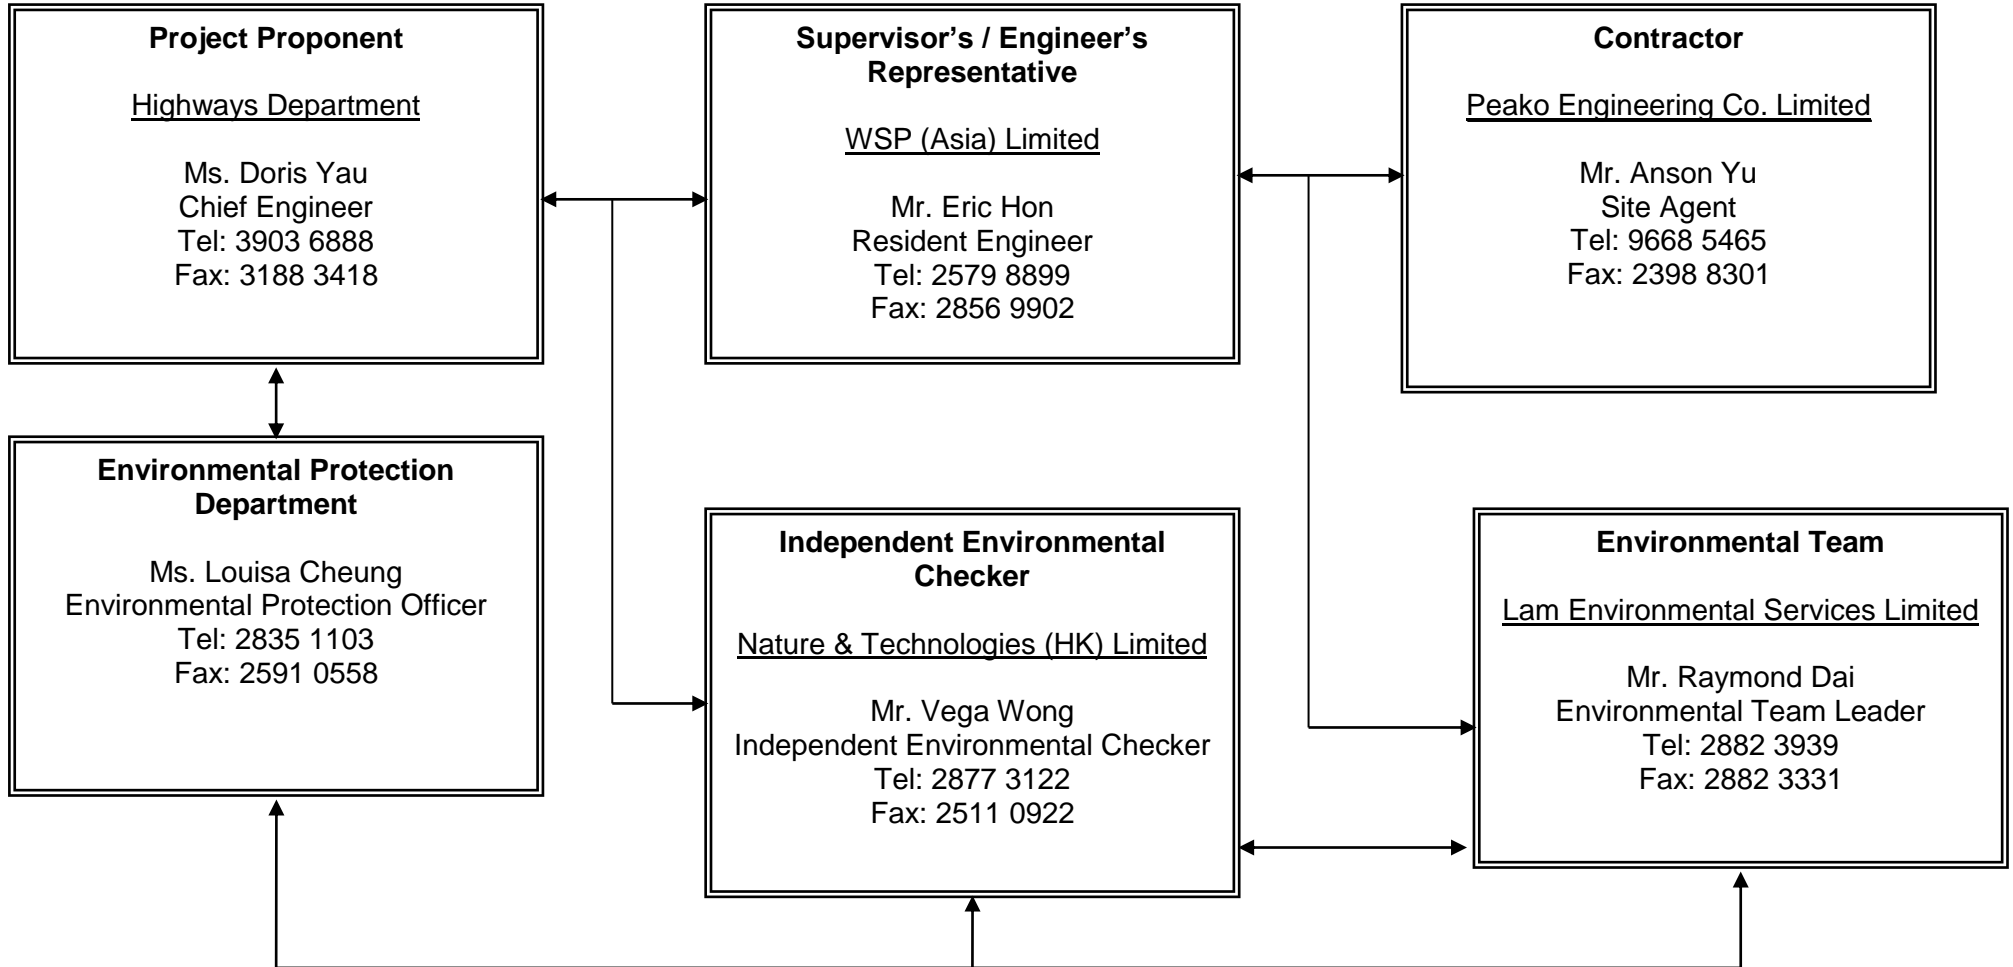 Project Proponent
Highways Department
Ms. Doris Yau
Chief Engineer
Tel: 3903 6888
Fax: 3188 3418
Supervisor’s / Engineer’s
Representative
WSP (Asia) Limited
Mr. Eric Hon
Resident Engineer
Tel: 2579 8899
Fax: 2856 9902
Contractor
Peako Engineering Co. Limited
Mr. Anson Yu
Site Agent
Tel: 9668 5465
Fax: 2398 8301
Environmental Protection
Department
Ms. Louisa Cheung
Environmental Protection Officer
Tel: 2835 1103
Fax: 2591 0558
Independent Environmental
Checker
Nature & Technologies (HK) Limited
Mr. Vega Wong
Independent Environmental Checker
Tel: 2877 3122
Fax: 2511 0922
Environmental Team
Lam Environmental Services Limited
Mr. Raymond Dai
Environmental Team Leader
Tel: 2882 3939
Fax: 2882 3331